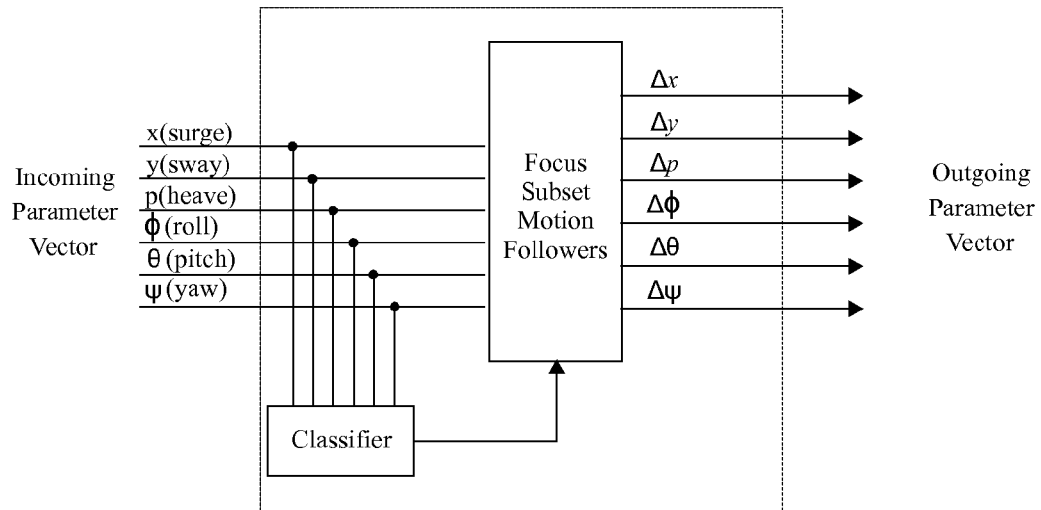 Incoming
Parameter
Vector
x(surge)
y(sway)
p(heave)
ϕ(roll)
θ(pitch)
ψ(yaw)
Classifier
Focus
Subset
Motion
Followers
Δx
Δy
Δp
Δϕ
Δθ
Δψ
Outgoing
Parameter
Vector